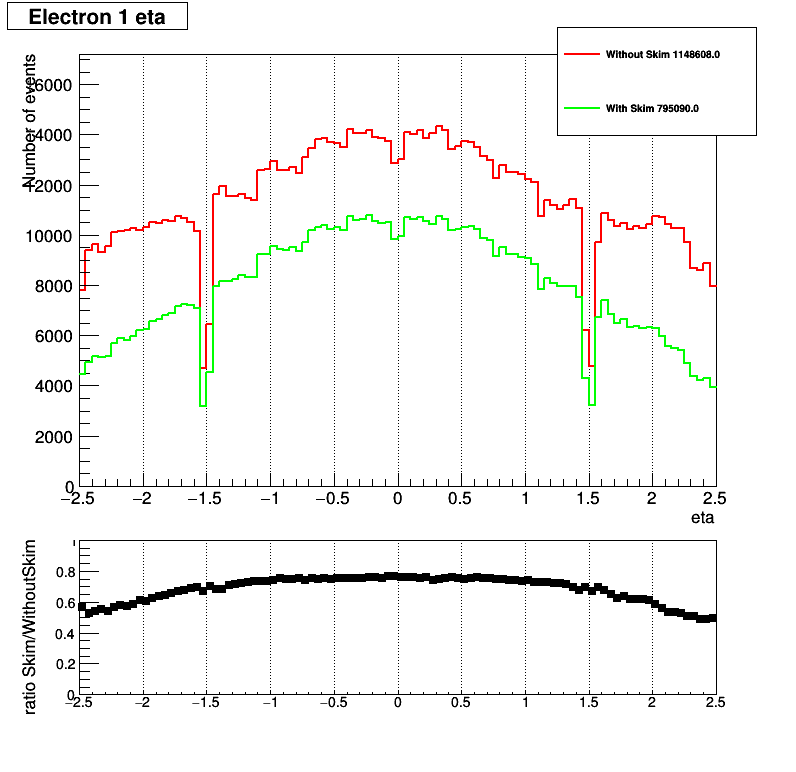 Electron 1 eta
Without Skim 1148608.0
With Skim 795090.0
Number of events
6000
14000
12000
10000
8000
6000
4000
2000
0
−2.5 −2 −1.5 −1 −0.5 0 0.5 1 1.5 2 2.5
eta
ratio Skim/WithoutSkim
1
0.8
0.6
0.4
0.2
0
−2.5 −2 −1.5 −1 −0.5 0 0.5 1 1.5 2 2.5